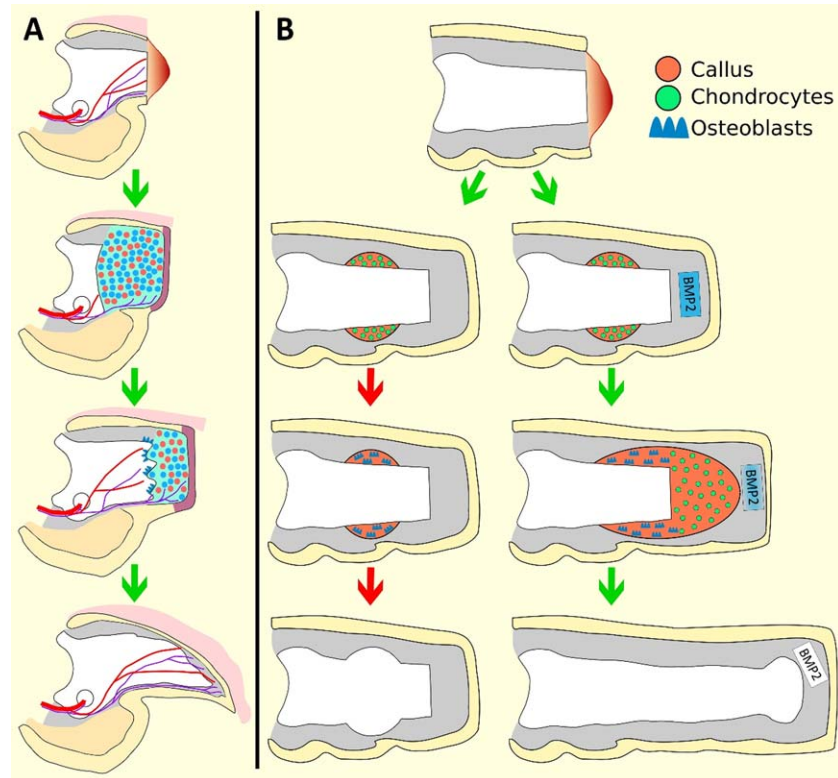 A
B
Callus
Chondrocytes
Osteoblasts
BMP2
BMP2
BMP2